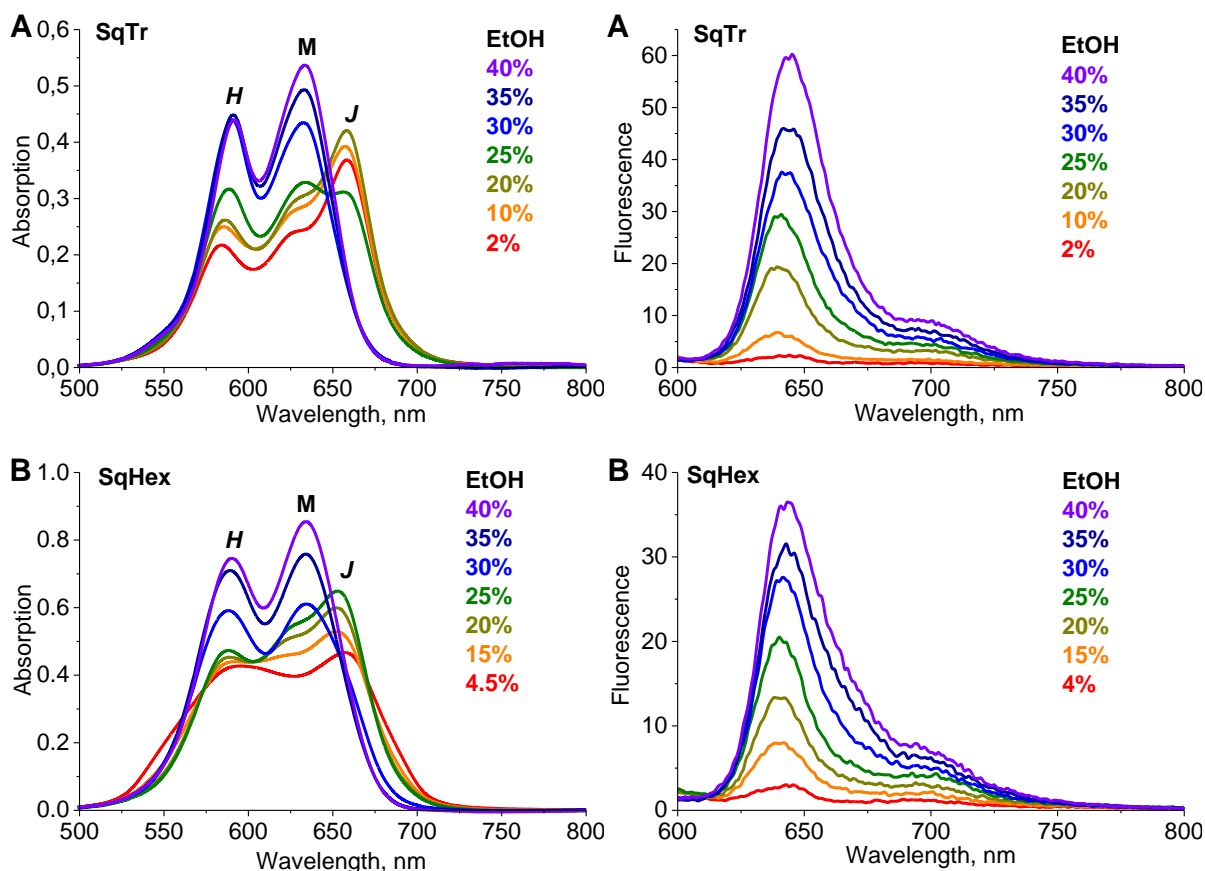 A SqTr
EtOH
40%
35%
30%
25%
20%
10%
2%
H
M
J
0,6
0.5
0.4
0.3
0.2
0.1
0.0
Absorption
500 550 600 650 700 750 800
Wavelength, nm
A SqTr
EtOH
40%
35%
30%
25%
20%
10%
2%
60
50
40
30
20
10
0
Fluorescence
600 650 700 750 800
Wavelength, nm
B SqHex
EtOH
40%
35%
30%
25%
20%
15%
4.5%
H
M
J
1.0
0.8
0.6
0.4
0.2
0.0
Absorption
500 550 600 650 700 750 800
Wavelength, nm
B SqHex
EtOH
40%
35%
30%
25%
20%
15%
4%
40
30
20
10
0
Fluorescence
600 650 700 750 800
Wavelength, nm